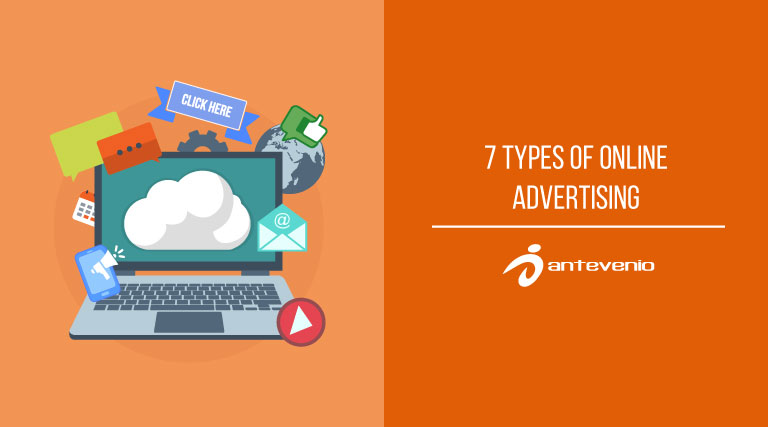 CLICK HERE
@
7 TYPES OF ONLINE
ADVERTISING
antevenio